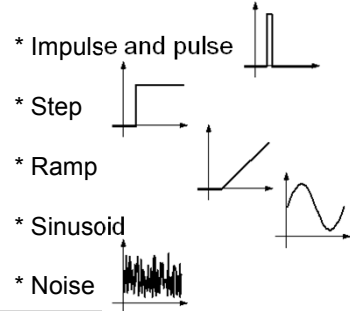 * Impulse and pulse
* Step
* Ramp
* Sinusoid
* Noise